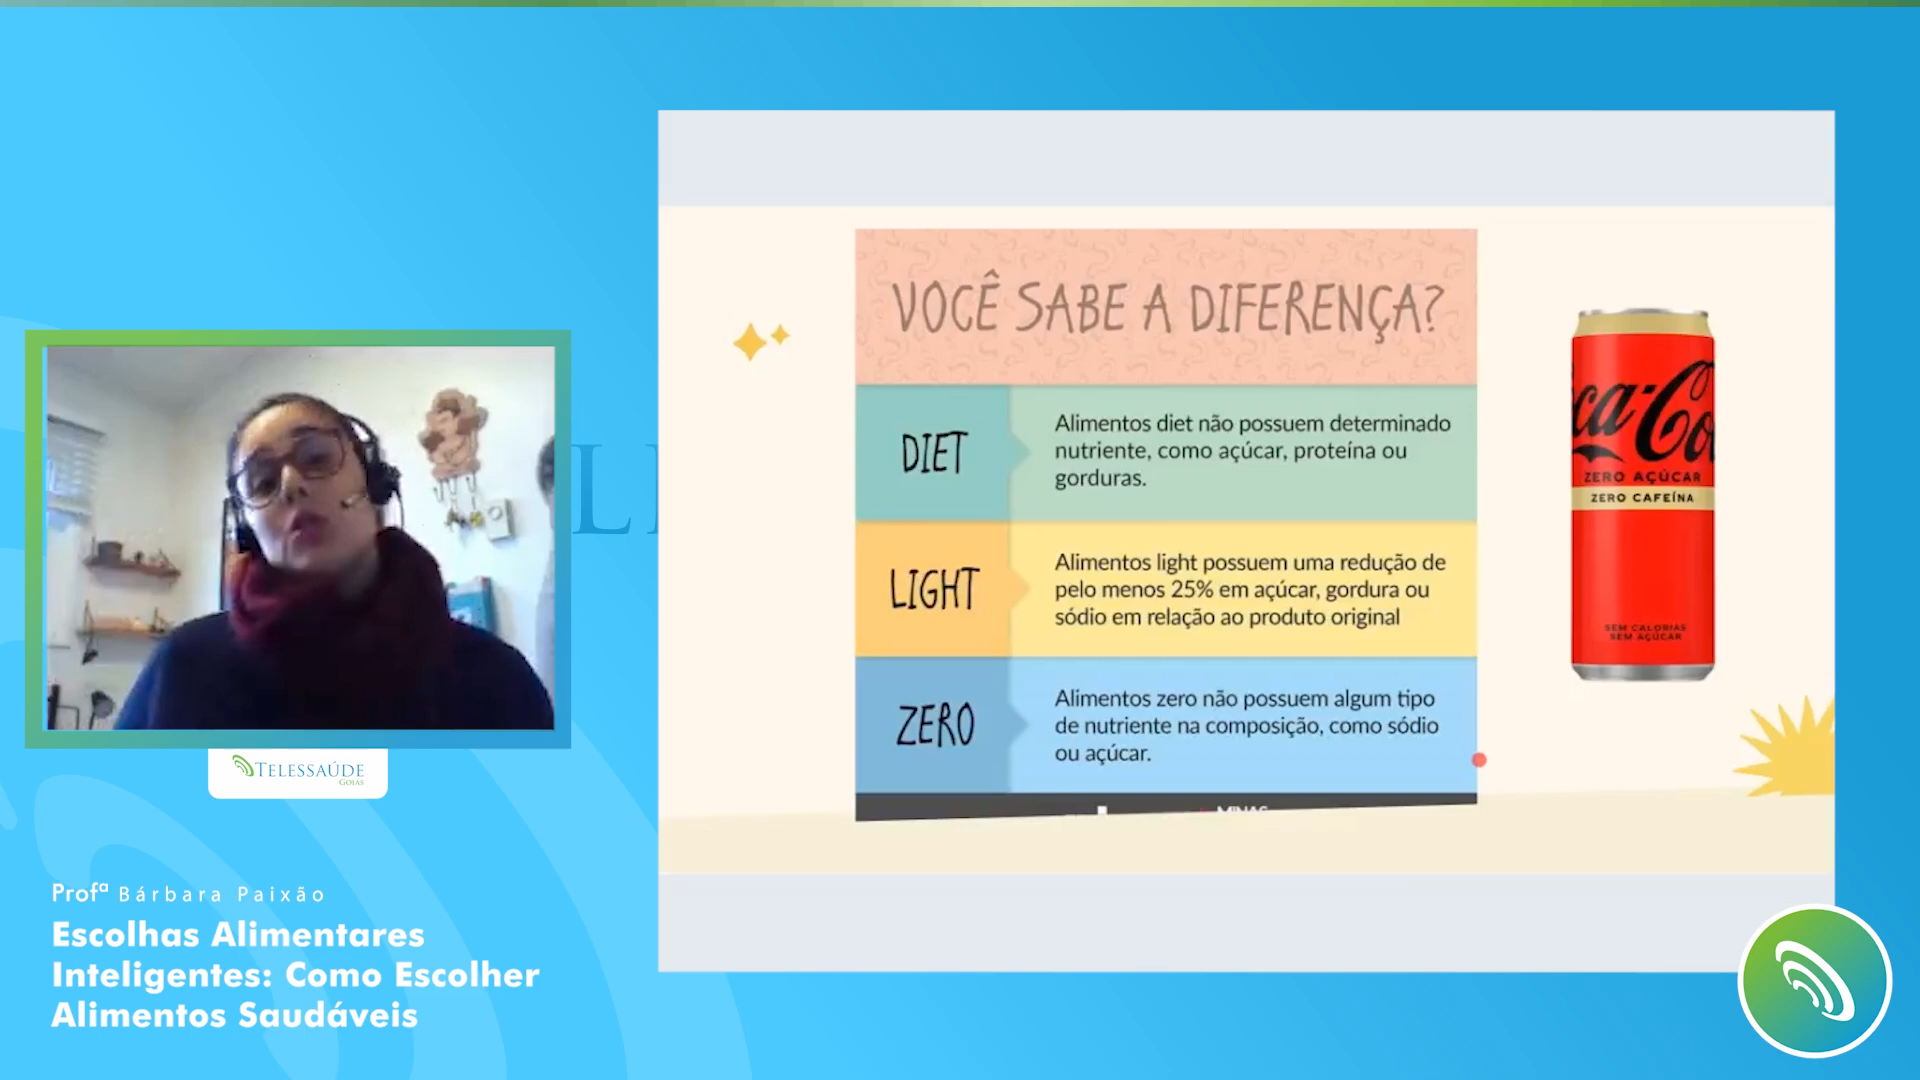 VOCÊ SABE A DIFERENÇA?
DIET
Alimentos diet não possuem determinado
nutriente, como açúcar, proteína ou
gorduras.
LIGHT
Alimentos light possuem uma redução de
pelo menos 25% em açúcar, gordura ou
sódio em relação ao produto original
ZERO
Alimentos zero não possuem algum tipo
de nutriente na composição, como sódio
ou açúcar.
MINAS
ca-Co
ZERO AÇÚCAR
ZERO CAFEÍNA
SEM CALORIAS
SEM AÇÚCAR
TELESSAÚDE
GOIÁS
Profª Bárbara Paixão
Escolhas Alimentares
Inteligentes: Como Escolher
Alimentos Saudáveis